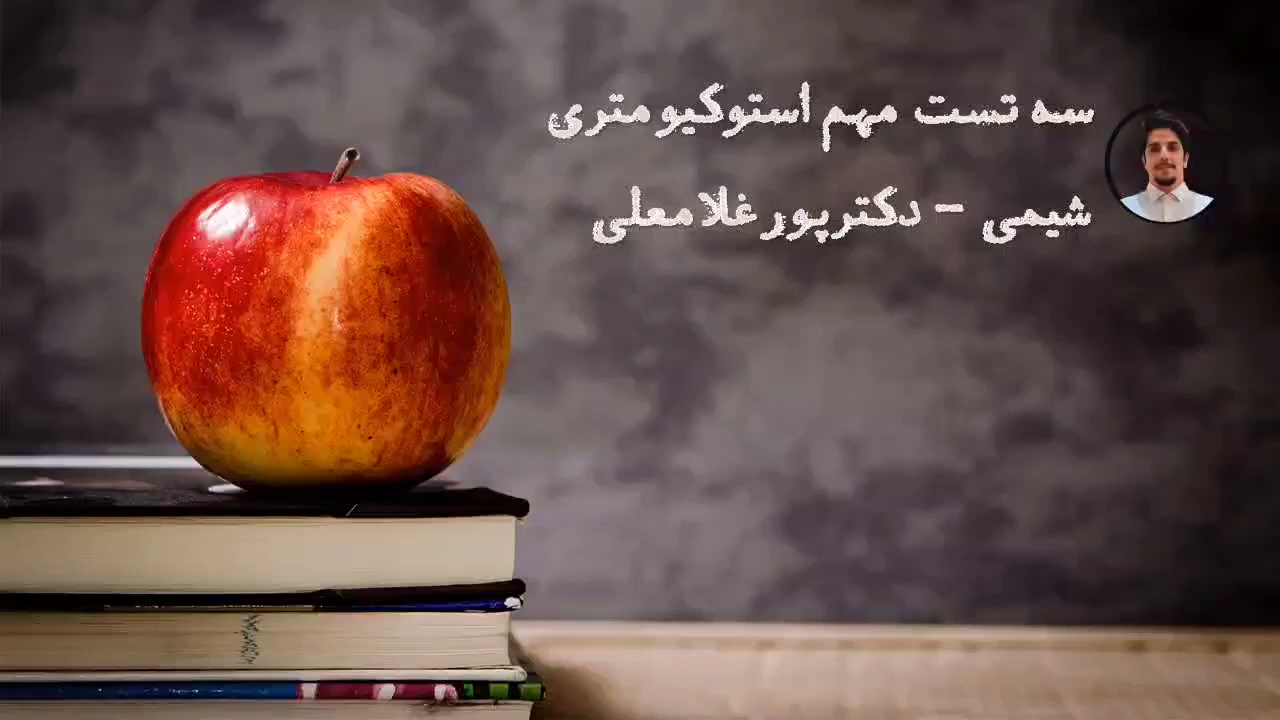 سه تست مهم استوکیومتری
شیمی - دکترپورغلامعلی